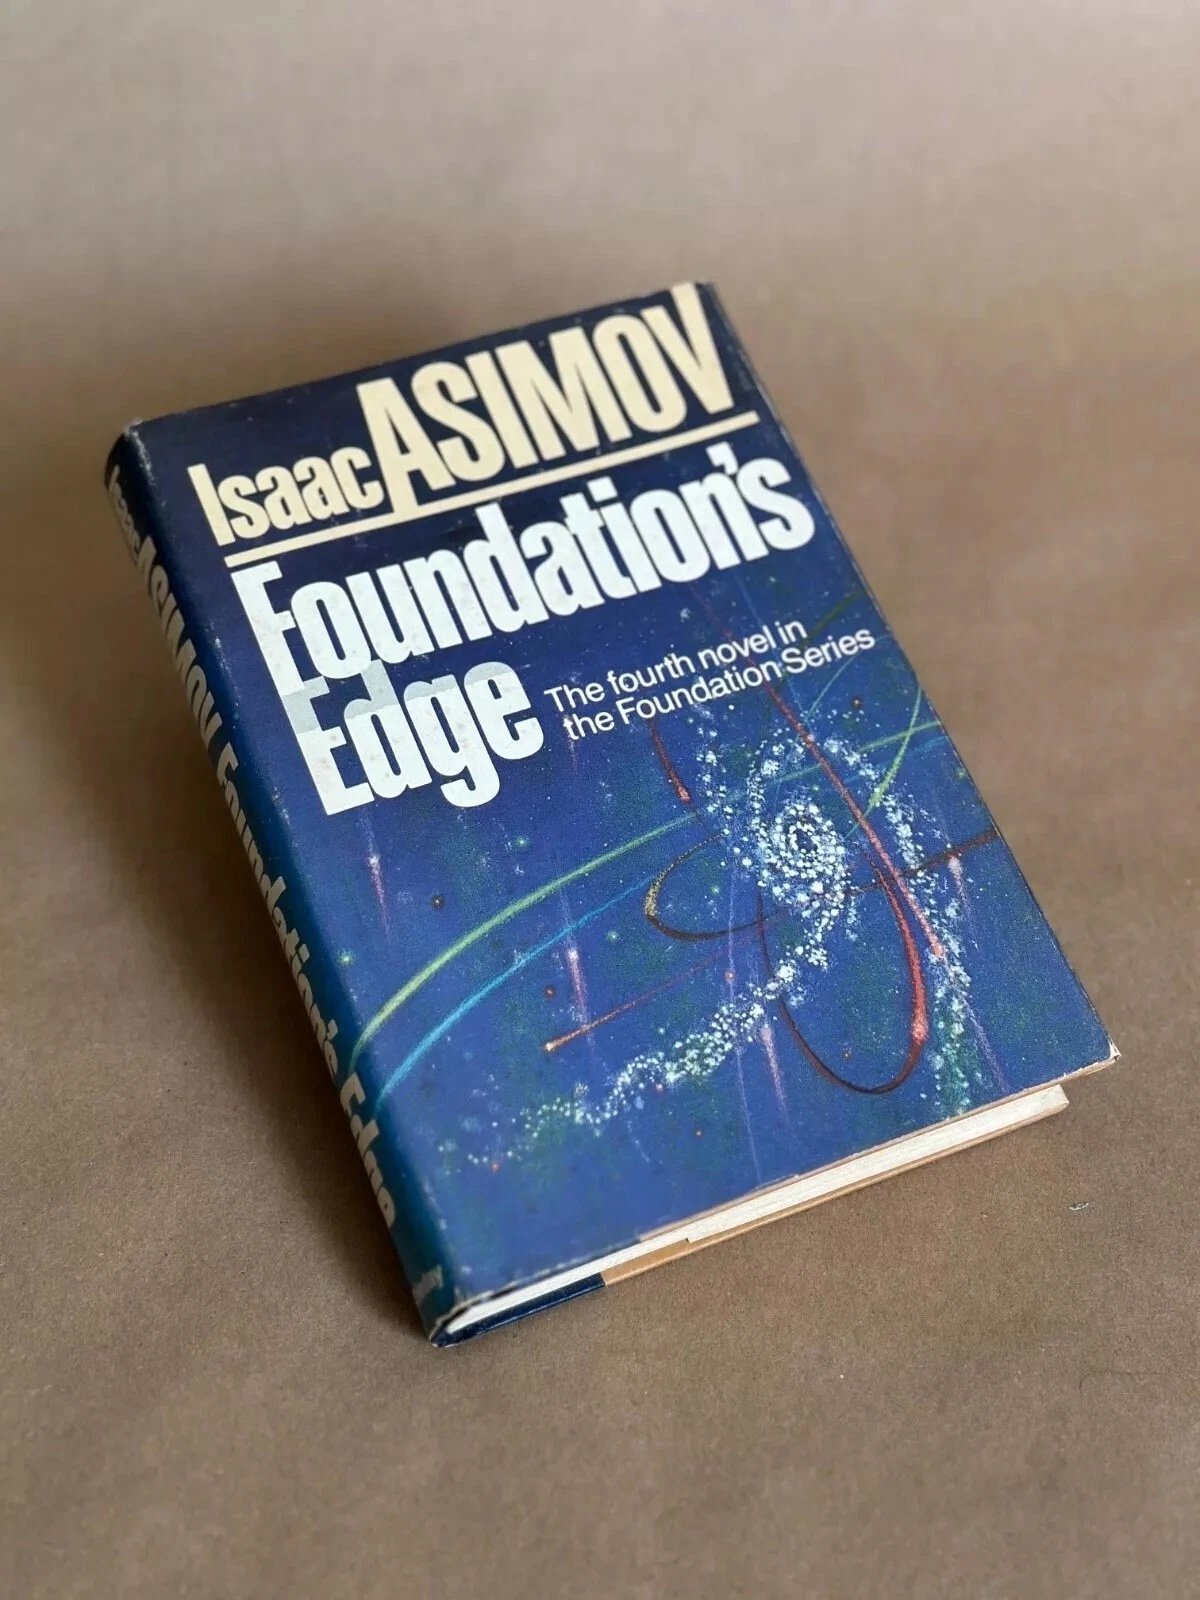 Isaac ASIMOV
Foundation's
Edge
The fourth novel in
the Foundation Series
Isaac ASIMOV Foundation's Edge